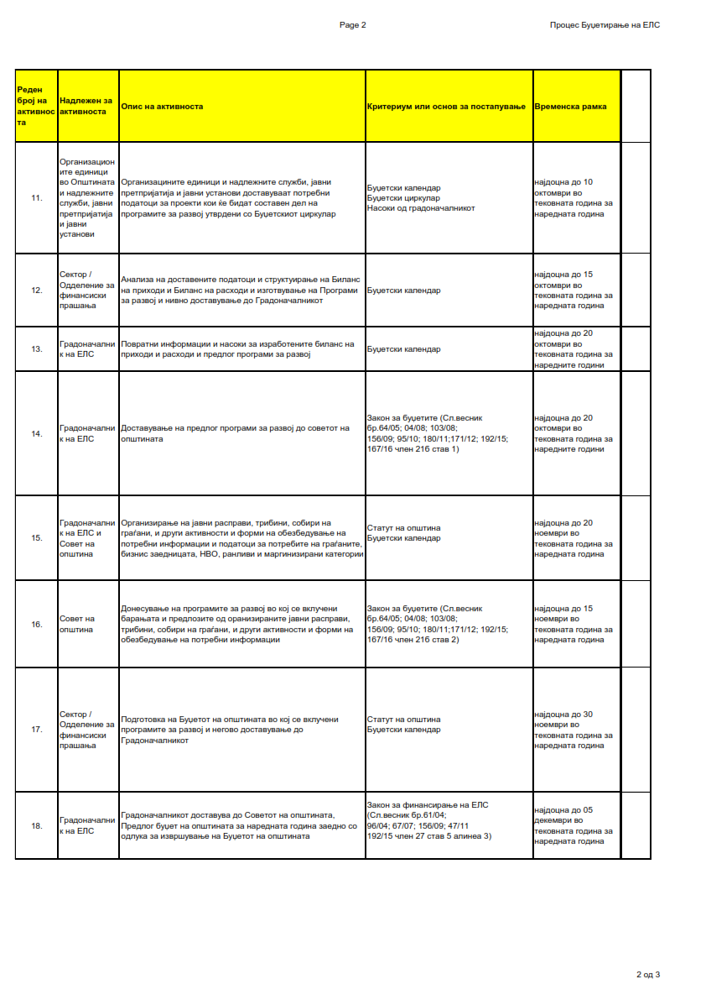 Page 2
Процес Буџетирање на ЕЛС
Реден
број на
активнос
та
Надлежен за
активноста
Опис на активноста
Критериум или основ за постапување
Временска рамка
11.
Организацион
ите единици
во Општината
и надлежните
служби, јавни
претпријатија
и јавни
установи
Организацините единици и надлежните служби, јавни
претпријатија и јавни установи доставуваат потребни
податоци за проекти кои ќе бидат составен дел на
програмите за развој утврдени со Буџетскиот циркулар
Буџетски календар
Буџетски циркулар
Насоки од градоначалникот
најдоцна до 10
октомври во
тековната година за
наредната година
12.
Сектор /
Одделение за
финансиски
прашања
Анализа на доставените податоци и структуирање на Биланс
на приходи и Биланс на расходи и изготвување на Програми
за развој и нивно доставување до Градоначалникот
Буџетски календар
најдоцна до 15
октомври во
тековната година за
наредната година
13.
Градоначални
к на ЕЛС
Повратни информации и насоки за изработените биланс на
приходи и расходи и предлог програми за развој
Буџетски календар
најдоцна до 20
октомври во
тековната година за
наредните години
14.
Градоначални
к на ЕЛС
Доставување на предлог програми за развој до советот на
општината
Закон за буџетите (Сл.весник
бр.64/05; 04/08; 103/08;
156/09; 95/10; 180/11;171/12; 192/15;
167/16 член 21б став 1)
најдоцна до 20
октомври во
тековната година за
наредните години
15.
Градоначални
к на ЕЛС и
Совет на
општина
Организирање на јавни расправи, трибини, собири на
граѓани, и други активности и форми на обезбедување на
потребни информации и податоци за потребите на граѓаните,
бизнис заедницата, НВО, ранливи и маргинизирани категории
Статут на општина
Буџетски календар
најдоцна до 20
ноември во
тековната година за
наредната година
16.
Совет на
општина
Донесување на програмите за развој во кој се вклучени
барањата и предлозите од оранизираните јавни расправи,
трибини, собири на граѓани, и други активности и форми на
обезбедување на потребни информации
Закон за буџетите (Сл.весник
бр.64/05; 04/08; 103/08;
156/09; 95/10; 180/11;171/12; 192/15;
167/16 член 21б став 2)
најдоцна до 15
ноември во
тековната година за
наредната година
17.
Сектор /
Одделение за
финансиски
прашања
Подготовка на Буџетот на општината во кој се вклучени
програмите за развој и негово доставување до
Градоначалникот
Статут на општина
Буџетски календар
најдоцна до 30
ноември во
тековната година за
наредната година
18.
Градоначални
к на ЕЛС
Градоначалникот доставува до Советот на општината,
Предлог буџет на општината за наредната година заедно со
одлука за извршување на Буџетот на општината
Закон за финансирање на ЕЛС
(Сл.весник бр.61/04;
96/04; 67/07; 156/09; 47/11
192/15 член 27 став 5 алинеа 3)
најдоцна до 05
декември во
тековната година за
наредната година
2 од 3